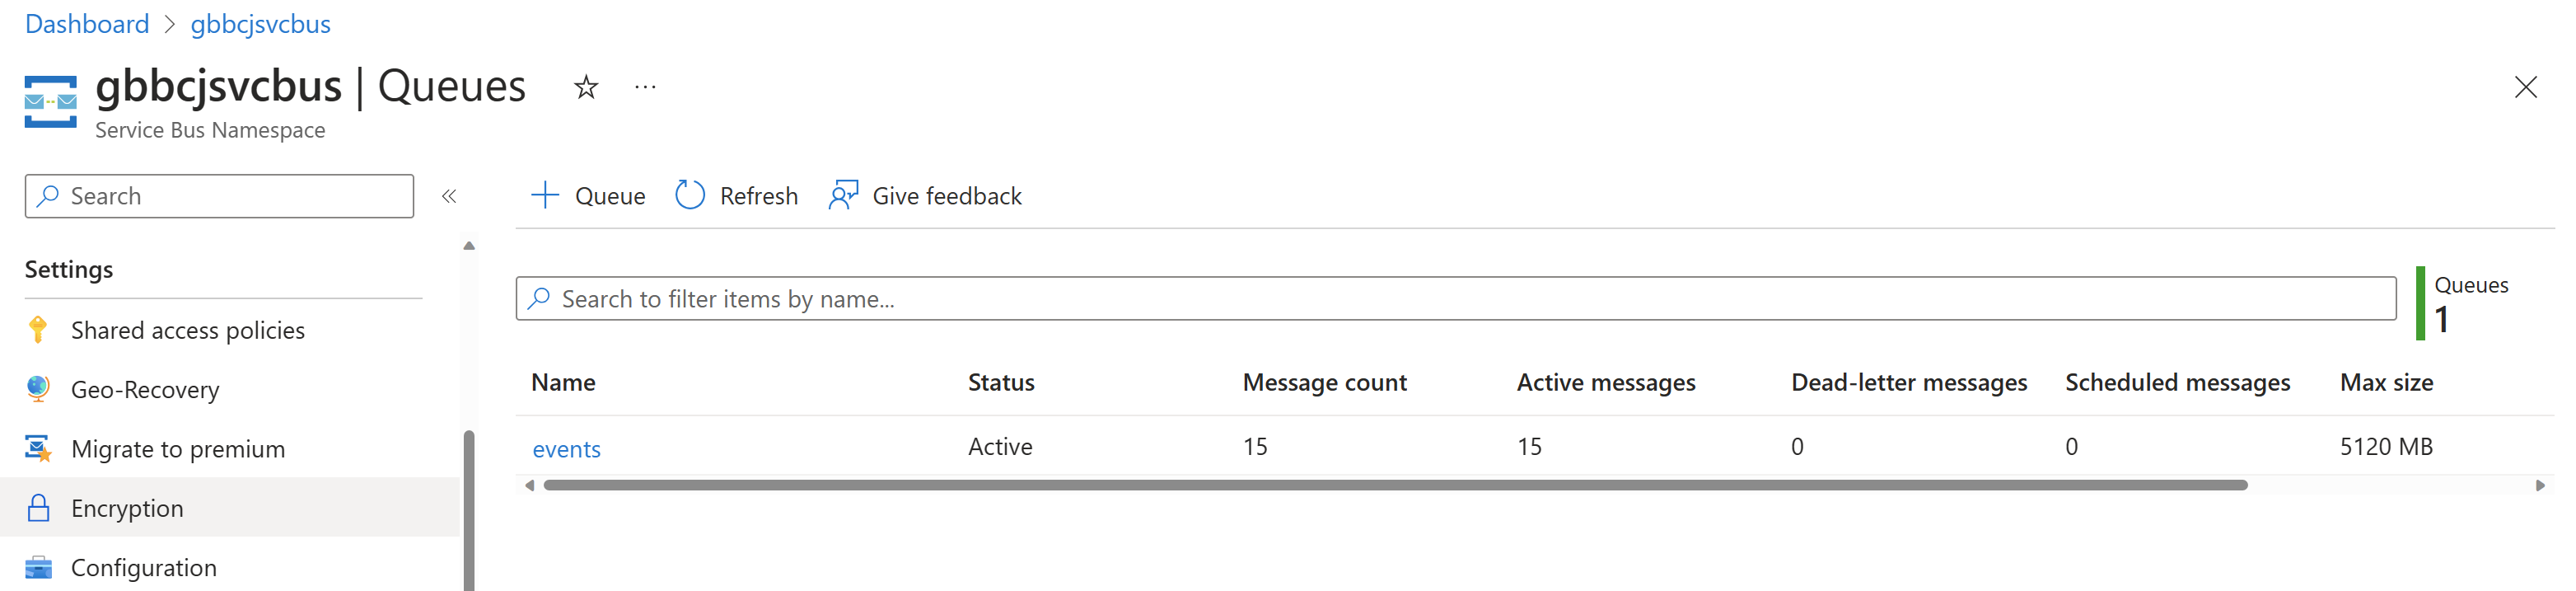 Dashboard > gbbcjsvcbus
gbbcjsvcbus | Queues ☆ ...
Service Bus Namespace
Search «
Queue Refresh Give feedback
Settings
Shared access policies
Geo-Recovery
Migrate to premium
Encryption
Configuration
Search to filter items by name...
Queues
1
Name Status Message count Active messages Dead-letter messages Scheduled messages Max size
events Active 15 15 0 0 5120 MB